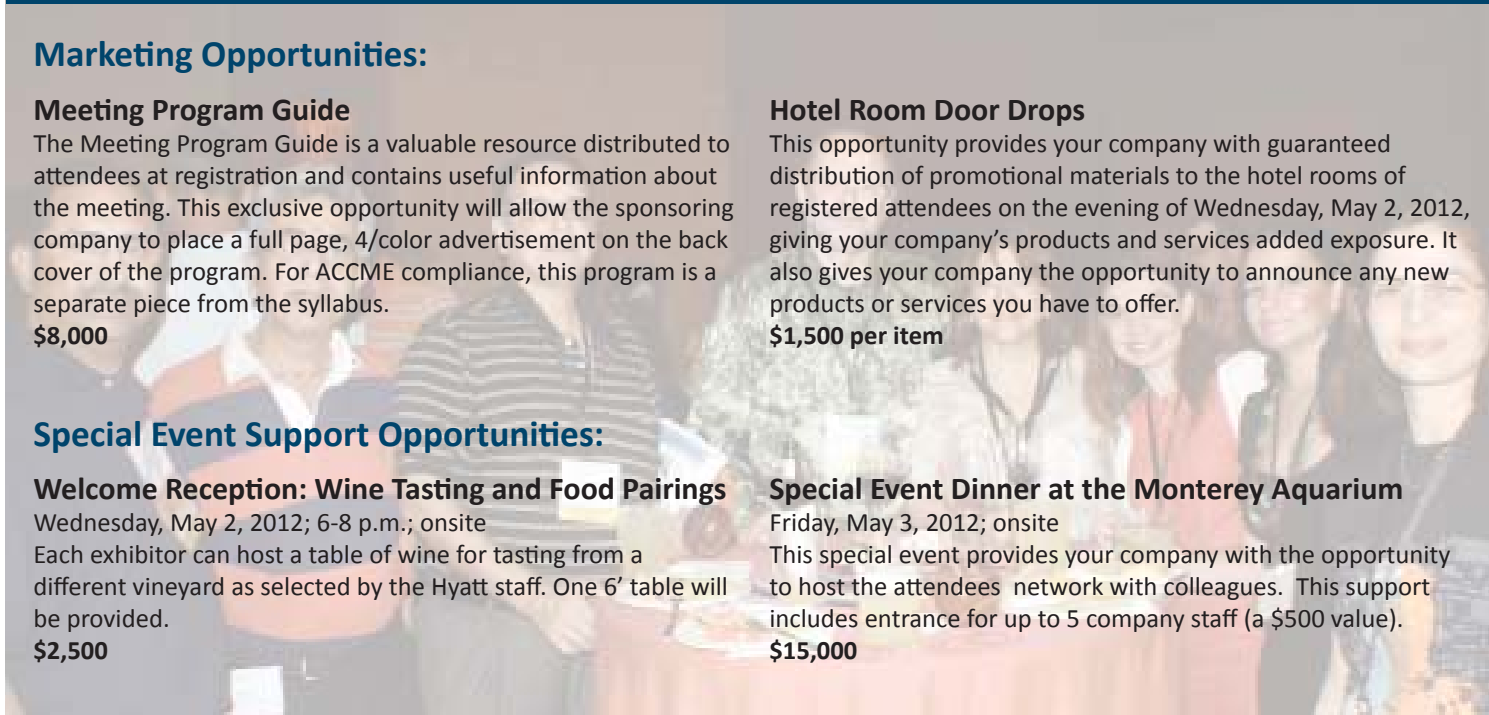 Marketing Opportunities:
Meeting Program Guide
The Meeting Program Guide is a valuable resource distributed to
attendees at registration and contains useful information about
the meeting. This exclusive opportunity will allow the sponsoring
company to place a full page, 4/color advertisement on the back
cover of the program. For ACCME compliance, this program is a
separate piece from the syllabus.
$8,000
Hotel Room Door Drops
This opportunity provides your company with guaranteed
distribution of promotional materials to the hotel rooms of
registered attendees on the evening of Wednesday, May 2, 2012,
giving your company’s products and services added exposure. It
also gives your company the opportunity to announce any new
products or services you have to offer.
$1,500 per item
Special Event Support Opportunities:
Welcome Reception: Wine Tasting and Food Pairings
Wednesday, May 2, 2012; 6-8 p.m.; onsite
Each exhibitor can host a table of wine for tasting from a
different vineyard as selected by the Hyatt staff. One 6’ table will
be provided.
$2,500
Special Event Dinner at the Monterey Aquarium
Friday, May 3, 2012; onsite
This special event provides your company with the opportunity
to host the attendees  network with colleagues.  This support
includes entrance for up to 5 company staff (a $500 value).
$15,000